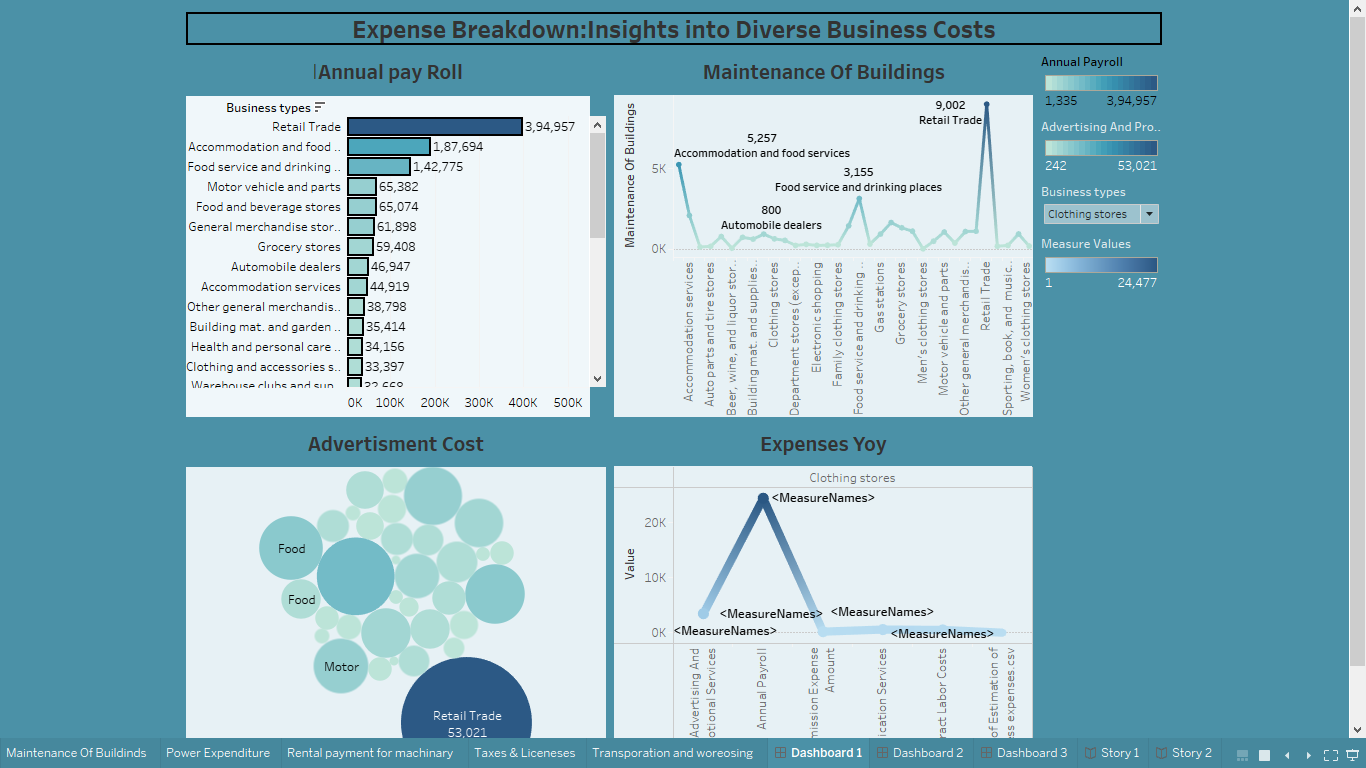 Expense Breakdown:Insights into Diverse Business Costs
Annual pay Roll
Business types
Retail Trade 3,94,957
Accommodation and food .. 1,87,694
Food service and drinking .. 1,42,775
Motor vehicle and parts 65,382
Food and beverage stores 65,074
General merchandise stor.. 61,898
Grocery stores 59,408
Automobile dealers 46,947
Accommodation services 44,919
Other general merchandis.. 38,798
Building mat. and garden .. 35,414
Health and personal care .. 34,156
Clothing and accessories s.. 33,397
Warehouse clubs and sup.. 32,668
0K 100K 200K 300K 400K 500K
Maintenance Of Buildings
Maintenance Of Buildings
5K
0K
9,002
Retail Trade
5,257
Accommodation and food services
3,155
Food service and drinking places
800
Automobile dealers
Accommodation services
Auto parts and tire stores
Beer, wine, and liquor stor..
Building mat. and supplies..
Clothing stores
Department stores (excep..
Electronic shopping
Family clothing stores
Food service and drinking ..
Gas stations
Grocery stores
Men's clothing stores
Motor vehicle and parts
Other general merchandis..
Retail Trade
Sporting, book, and music..
Women's clothing stores
Annual Payroll
1,335 3,94,957
Advertising And Pro..
242 53,021
Business types
Clothing stores
Measure Values
1 24,477
Advertisment Cost
Food
Food
Motor
Retail Trade
53,021
Expenses Yoy
Clothing stores
Value
20K
10K
0K
<MeasureNames>
<MeasureNames>
<MeasureNames>
<MeasureNames>
<MeasureNames>
Advertising And
otional Services
Annual Payroll
mission Expense
Amount
ication Services
ract Labor Costs
of Estimation of
ss expenses.csv
Maintenance Of Buildinds Power Expenditure Rental payment for machinary Taxes & Liceneses Transporation and woreosing Dashboard 1 Dashboard 2 Dashboard 3 Story 1 Story 2